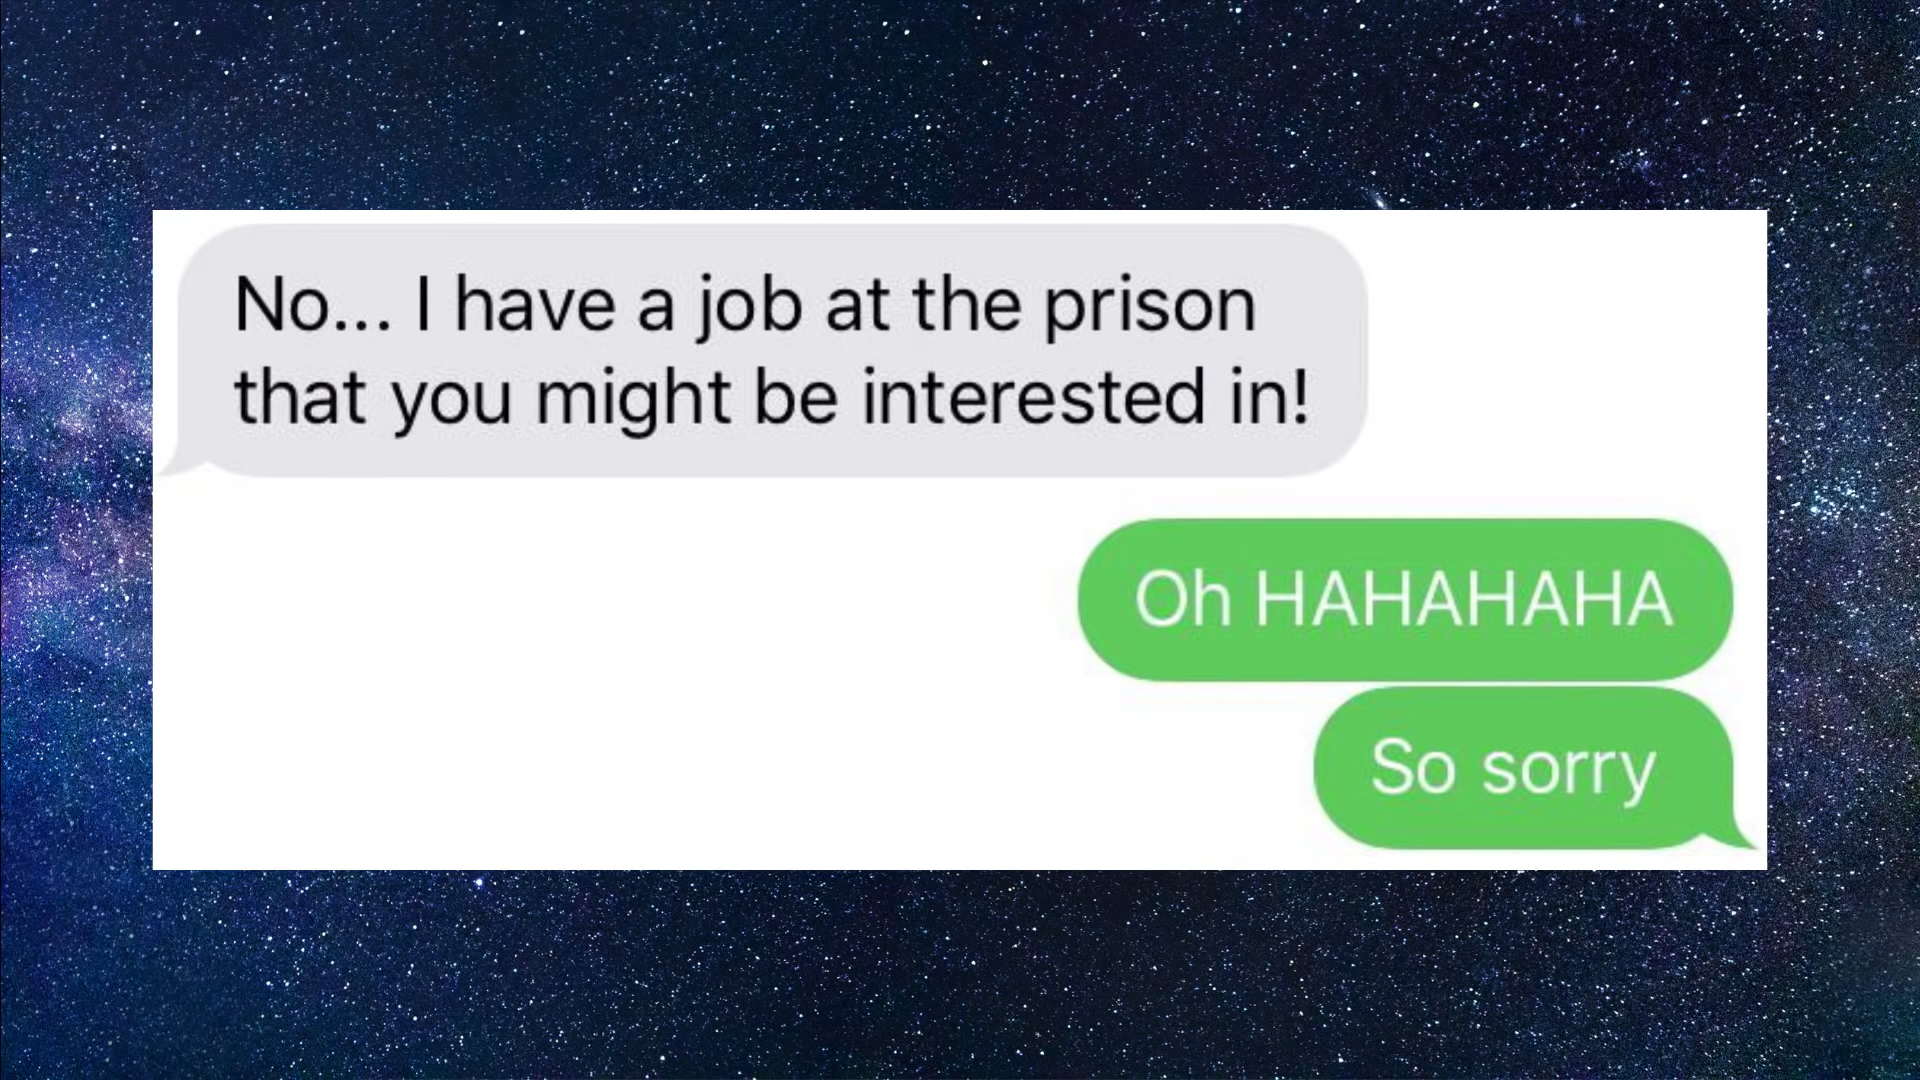 No... I have a job at the prison
that you might be interested in!
Oh HAHAHAHA
So sorry